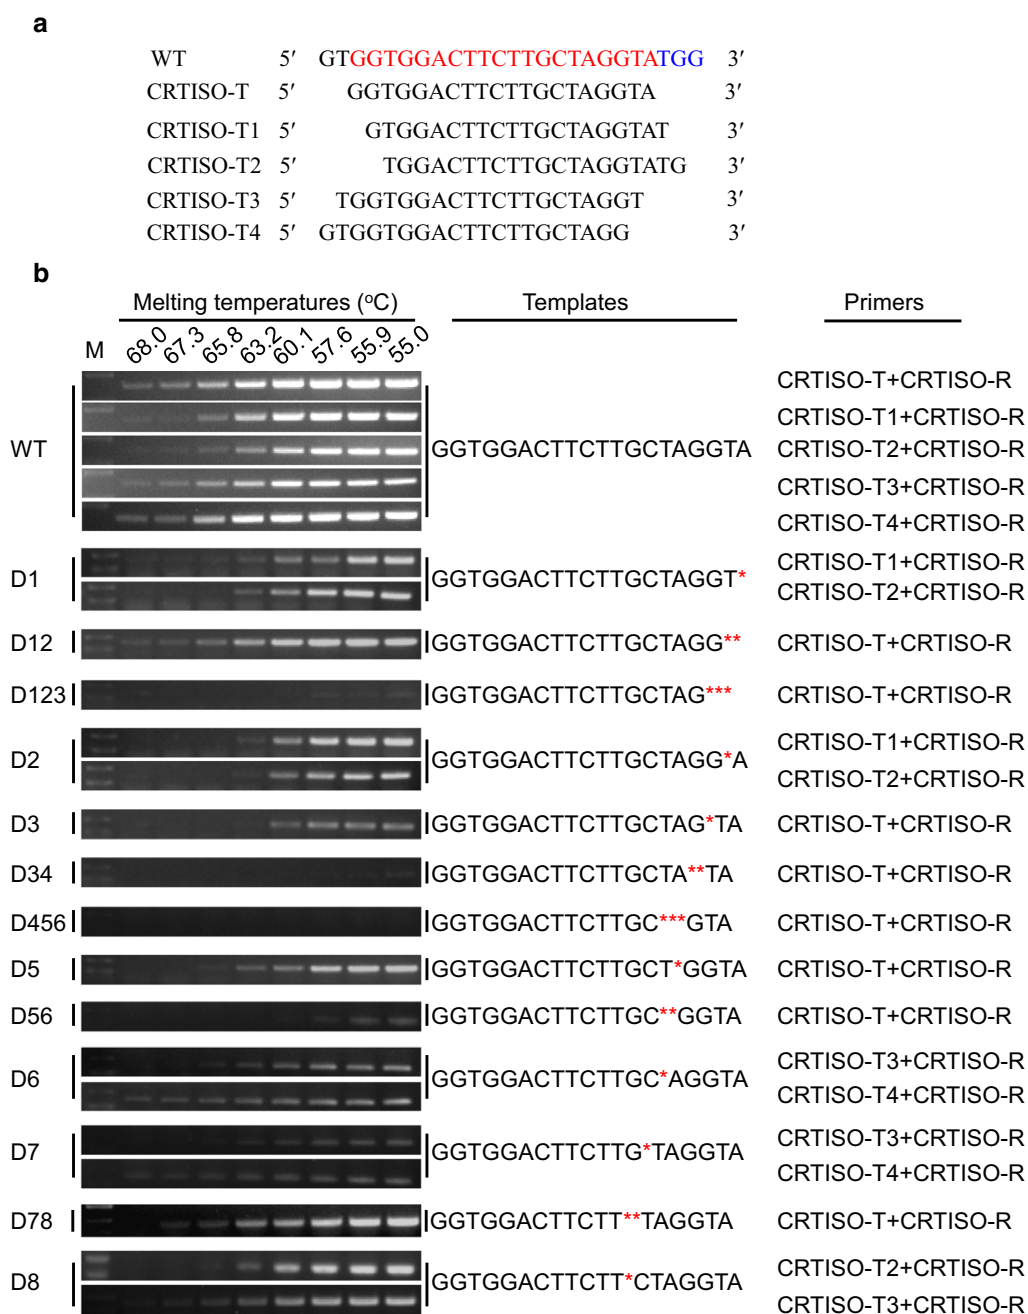 a
WT 5′ GTGGTGGACTTCTTGCTAGGTATGG 3′
CRTISO-T 5′ GGTGGACTTCTTGCTAGGTA 3′
CRTISO-T1 5′ GTGGACTTCTTGCTAGGTAT 3′
CRTISO-T2 5′ TGGACTTCTTGCTAGGTATG 3′
CRTISO-T3 5′ TGGTGGACTTCTTGCTAGGT 3′
CRTISO-T4 5′ GTGGTGGACTTCTTGCTAGG 3′
b
Melting temperatures (°C) Templates Primers
M 68.0 67.3 65.8 63.2 60.1 57.6 55.9 55.0
CRTISO-T+CRTISO-R
CRTISO-T1+CRTISO-R
WT GGTGGACTTCTTGCTAGGTA CRTISO-T2+CRTISO-R
CRTISO-T3+CRTISO-R
CRTISO-T4+CRTISO-R
CRTISO-T1+CRTISO-R
D1 GGTGGACTTCTTGCTAGGT*
CRTISO-T2+CRTISO-R
D12 GGTGGACTTCTTGCTAGG** CRTISO-T+CRTISO-R
D123 GGTGGACTTCTTGCTAG*** CRTISO-T+CRTISO-R
CRTISO-T1+CRTISO-R
D2 GGTGGACTTCTTGCTAGG*A
CRTISO-T2+CRTISO-R
D3 GGTGGACTTCTTGCTAG*TA CRTISO-T+CRTISO-R
D34 GGTGGACTTCTTGCTA**TA CRTISO-T+CRTISO-R
D456 GGTGGACTTCTTGC***GTA CRTISO-T+CRTISO-R
D5 GGTGGACTTCTTGCT*GGTA CRTISO-T+CRTISO-R
D56 GGTGGACTTCTTGC**GGTA CRTISO-T+CRTISO-R
CRTISO-T3+CRTISO-R
D6 GGTGGACTTCTTGC*AGGTA
CRTISO-T4+CRTISO-R
CRTISO-T3+CRTISO-R
D7 GGTGGACTTCTTG*TAGGTA
CRTISO-T4+CRTISO-R
D78 GGTGGACTTCTT**TAGGTA CRTISO-T+CRTISO-R
CRTISO-T2+CRTISO-R
D8 GGTGGACTTCTT*CTAGGTA
CRTISO-T3+CRTISO-R